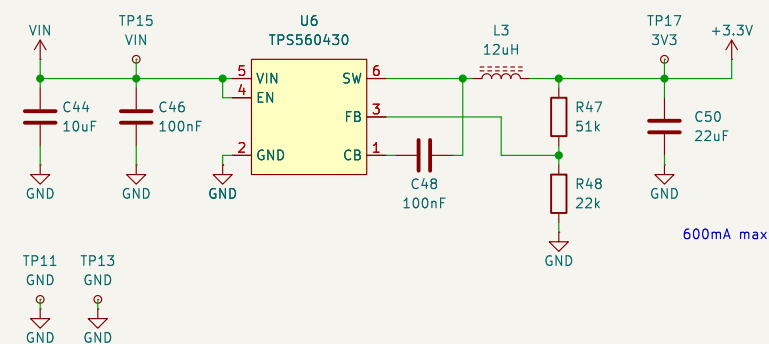 VIN
TP15
VIN
U6
TPS560430
L3
12uH
TP17
3V3
+3.3V
5
VIN
SW
6
4
EN
C44
10uF
C46
100nF
FB
3
R47
51k
C50
22uF
2
GND
CB
1
C48
100nF
R48
22k
GND
GND
GND
GND
600mA max
GND
TP11
GND
TP13
GND
GND
GND